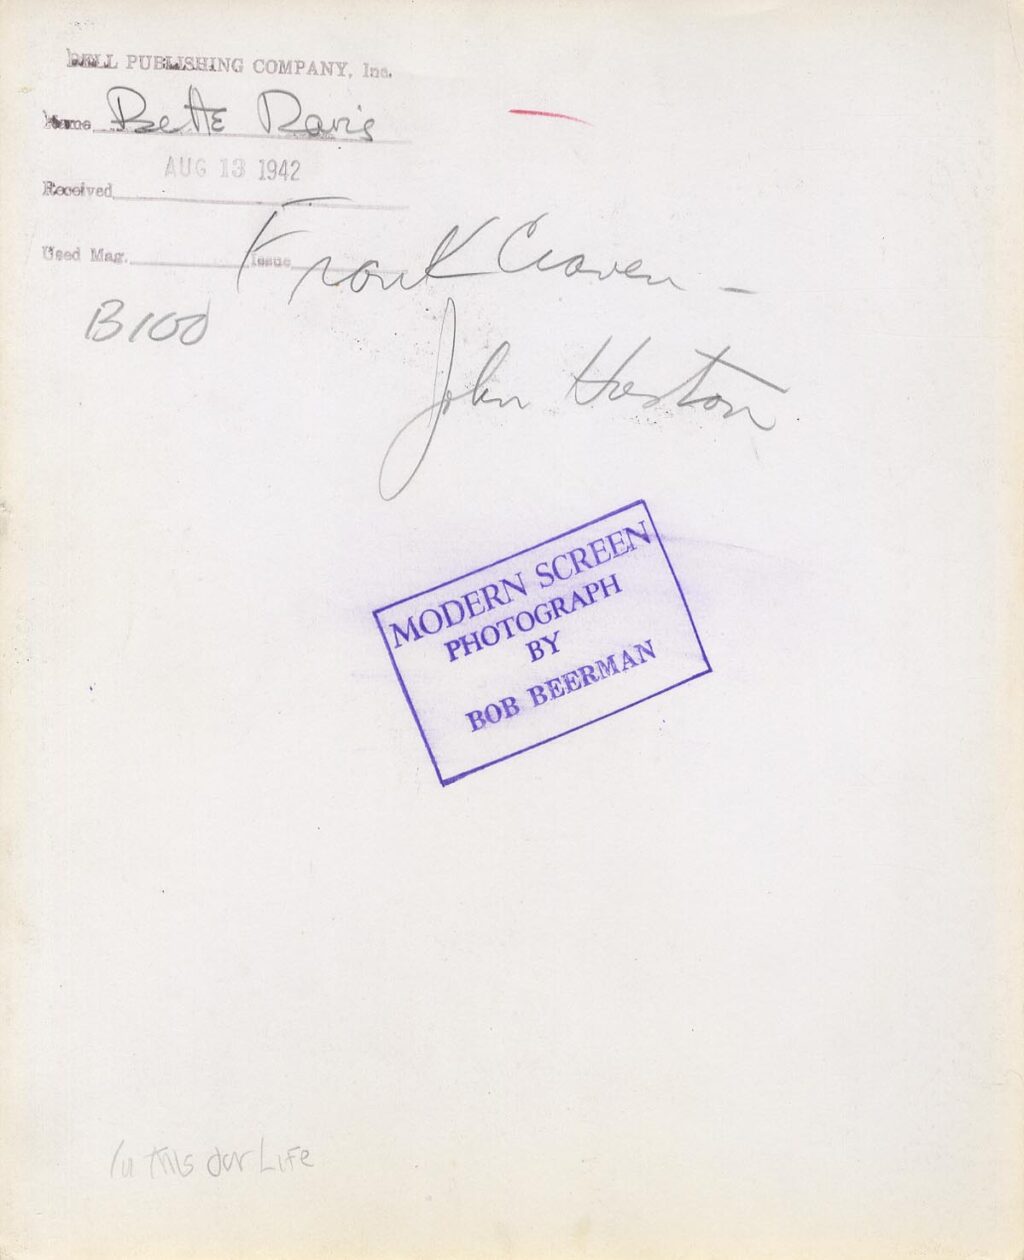 DELL PUBLISHING COMPANY, Inc.
Name Bette Davis
AUG 13 1942
Received
Used Mag. Issue
Frank Craven -
B100
John Huston
MODERN SCREEN
PHOTOGRAPH
BY
BOB BEERMAN
In this our Life